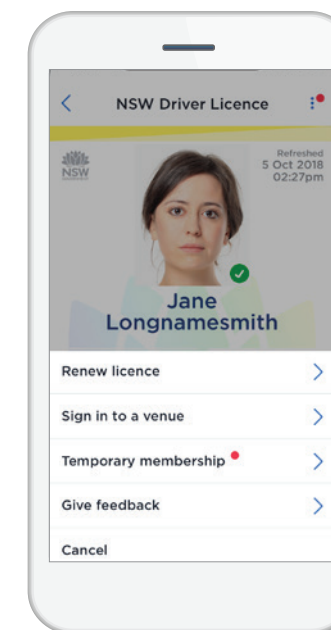 NSW Driver Licence
NSW
Refreshed
5 Oct 2018
02:27pm
Jane
Longnamesmith
Renew licence
Sign in to a venue
Temporary membership
Give feedback
Cancel